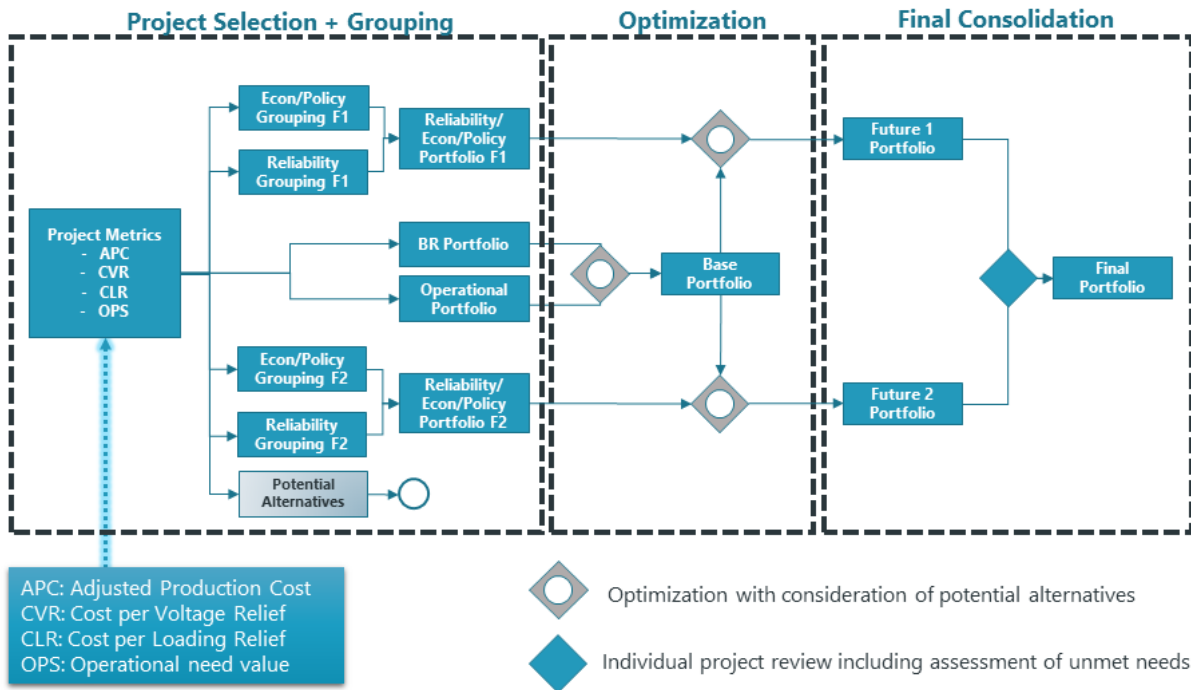 Project Selection + Grouping
Optimization
Final Consolidation
Econ/Policy
Grouping F1
Reliability
Grouping F1
Reliability/
Econ/Policy
Portfolio F1
Project Metrics
- APC
- CVR
- CLR
- OPS
BR Portfolio
Operational
Portfolio
Econ/Policy
Grouping F2
Reliability
Grouping F2
Reliability/
Econ/Policy
Portfolio F2
Potential
Alternatives
Base
Portfolio
Future 1
Portfolio
Future 2
Portfolio
Final
Portfolio
APC: Adjusted Production Cost
CVR: Cost per Voltage Relief
CLR: Cost per Loading Relief
OPS: Operational need value
Optimization with consideration of potential alternatives
Individual project review including assessment of unmet needs